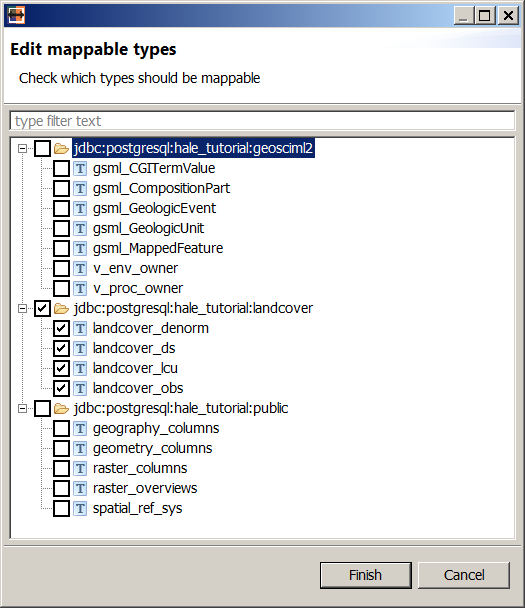 Edit mappable types
Check which types should be mappable
type filter text
jdbc:postgresql:hale_tutorial:geosciml2
T gsml_CGITermValue
T gsml_CompositionPart
T gsml_GeologicEvent
T gsml_GeologicUnit
T gsml_MappedFeature
T v_env_owner
T v_proc_owner
jdbc:postgresql:hale_tutorial:landcover
T landcover_denorm
T landcover_ds
T landcover_lcu
T landcover_obs
jdbc:postgresql:hale_tutorial:public
T geography_columns
T geometry_columns
T raster_columns
T raster_overviews
T spatial_ref_sys
Finish Cancel